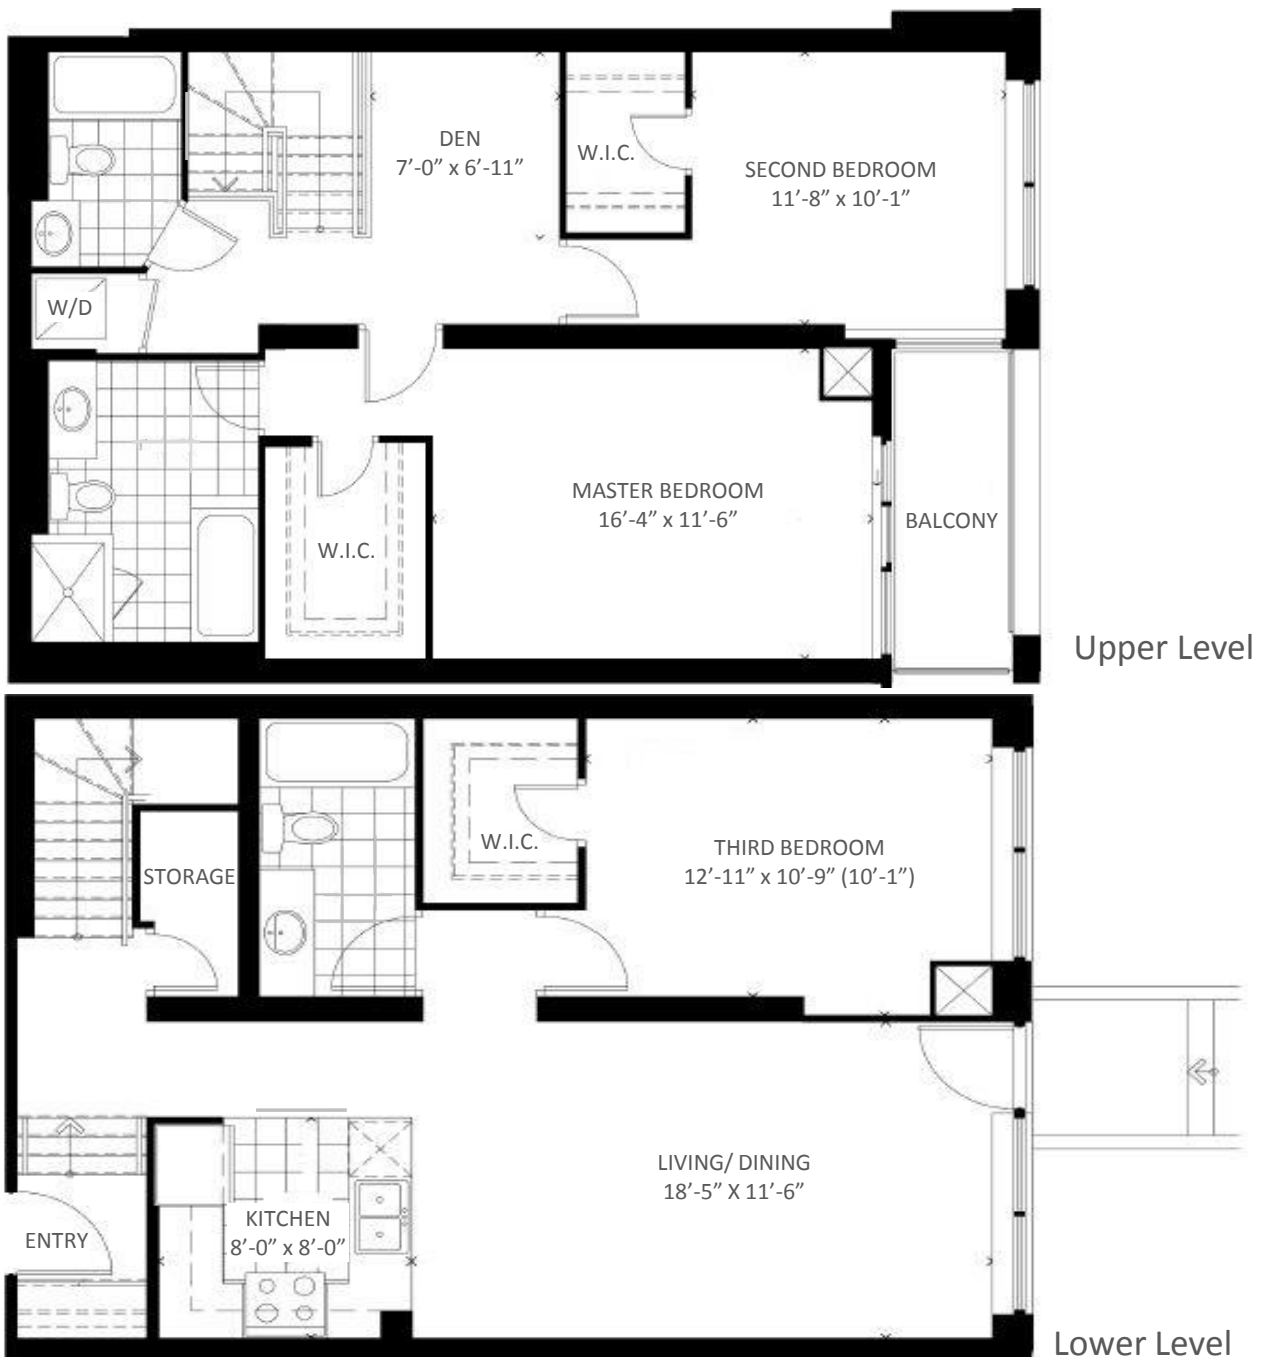 DEN
7’-0” x 6’-11”
W.I.C.
SECOND BEDROOM
11’-8” x 10’-1”
W/D
MASTER BEDROOM
16’-4” x 11’-6”
W.I.C.
BALCONY
Upper Level
STORAGE
W.I.C.
THIRD BEDROOM
12’-11” x 10’-9” (10’-1”)
LIVING/ DINING
18’-5” X 11’-6”
KITCHEN
8’-0” x 8’-0”
ENTRY
Lower Level